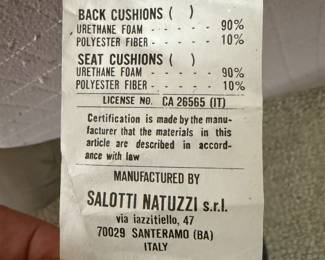 BACK CUSHIONS ( )
URETHANE FOAM - - - - - - 90%
POLYESTER FIBER - - - - - 10%
SEAT CUSHIONS ( )
URETHANE FOAM - - - - - - 90%
POLYESTER FIBER - - - - - 10%
LICENSE NO. CA 26565 (IT)
Certification is made by the manu-
facturer that the materials in this
article are described in accord-
ance with law
MANUFACTURED BY
SALOTTI NATUZZI s.r.l.
via iazzitiello, 47
70029 SANTERAMO (BA)
ITALY